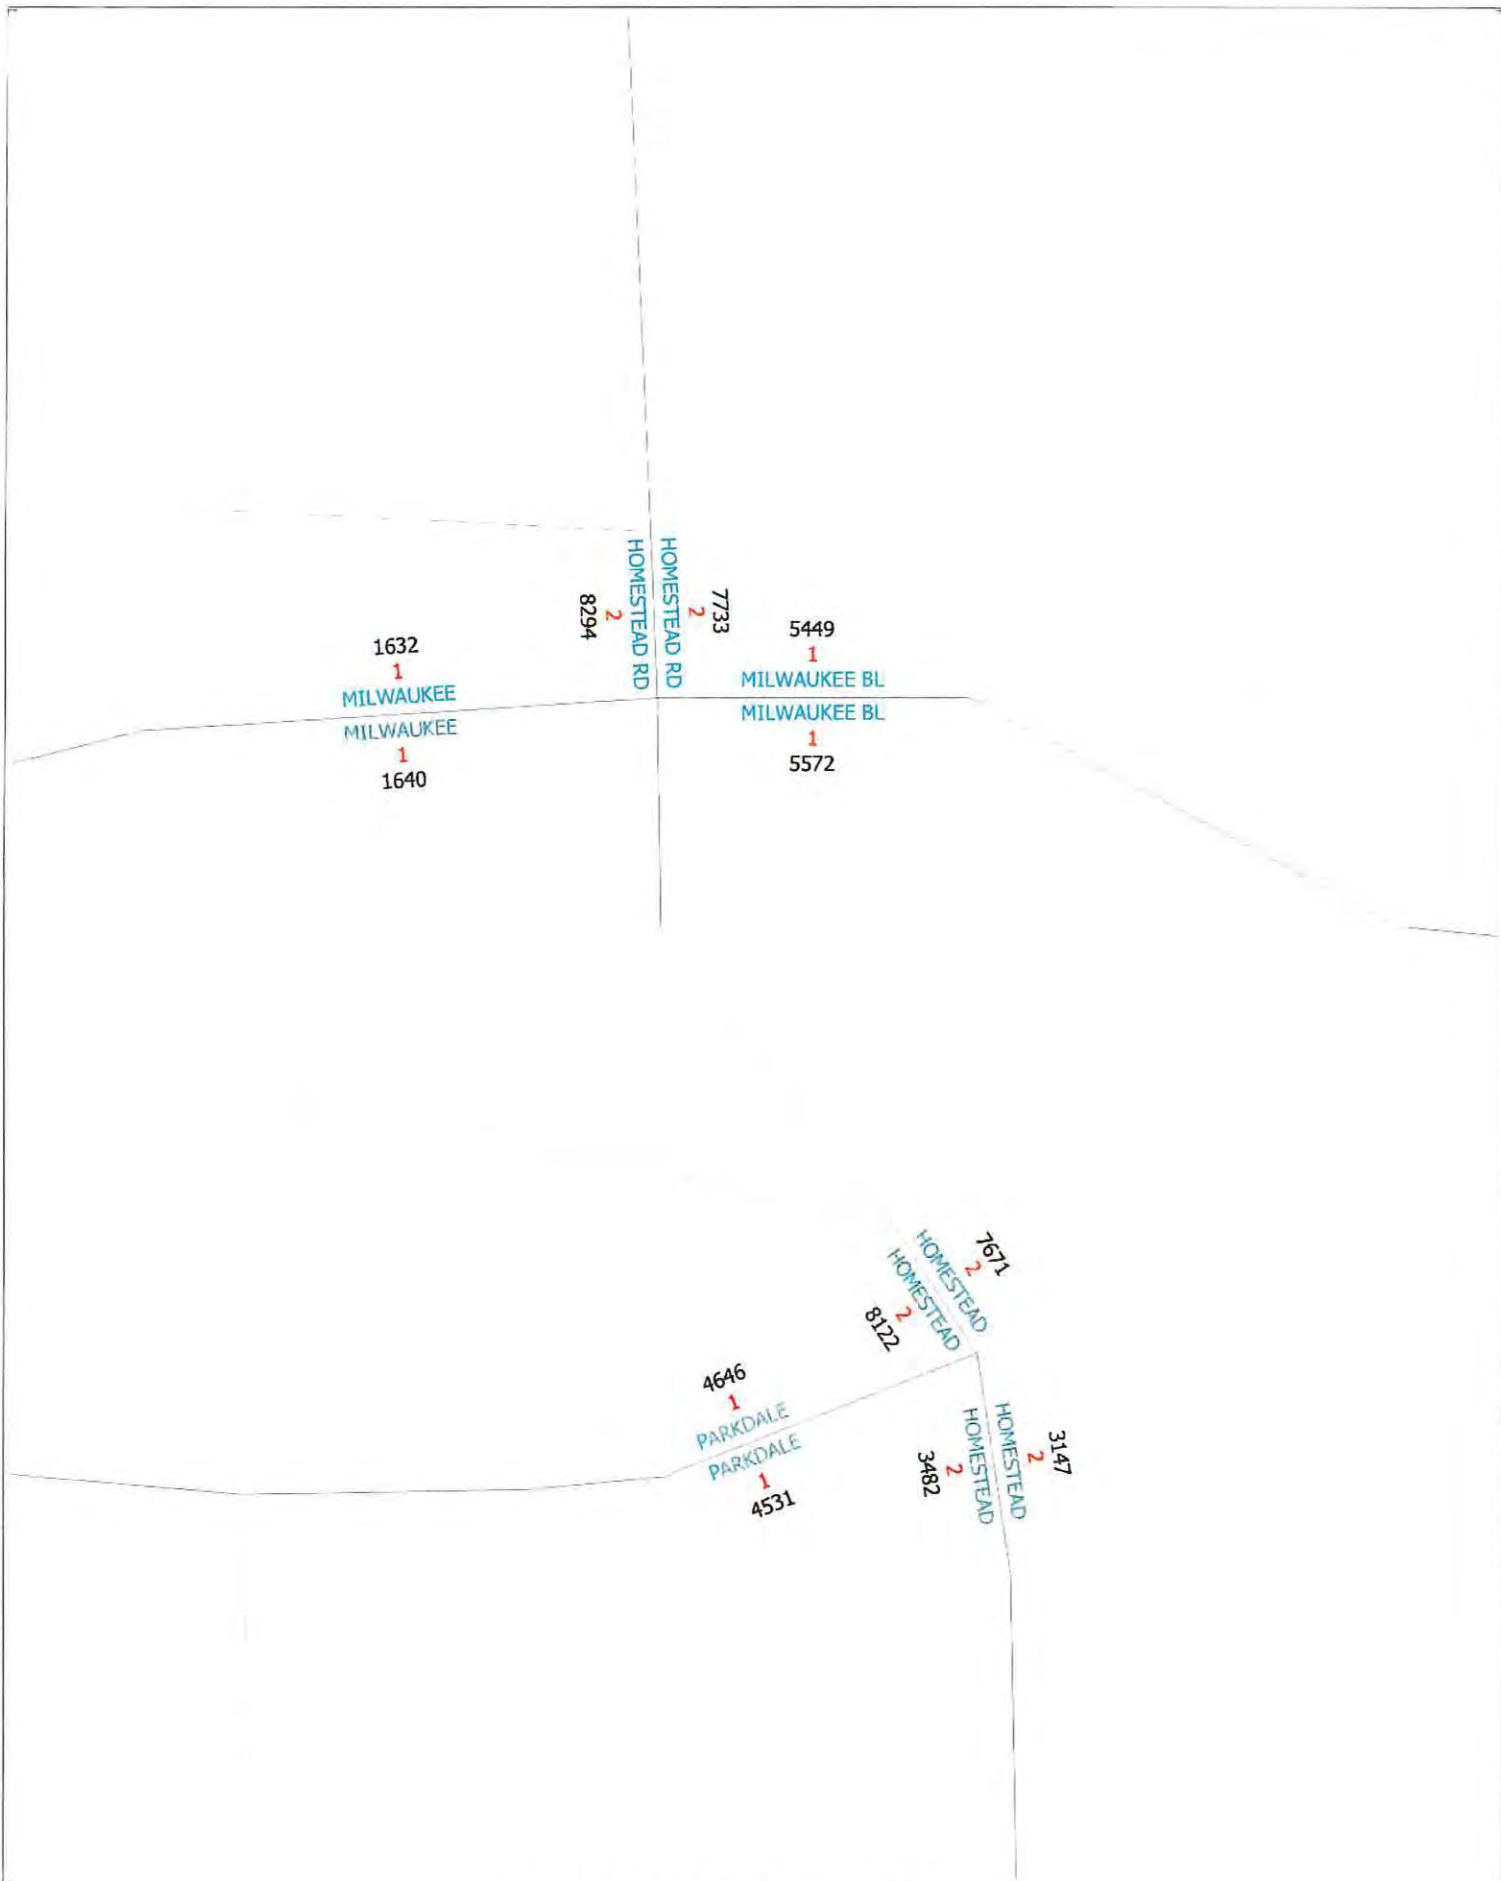 HOMESTEAD RD
2
7733
HOMESTEAD RD
2
8294
1632
1
MILWAUKEE
MILWAUKEE
1
1640
5449
1
MILWAUKEE BL
MILWAUKEE BL
1
5572
7671
2
HOMESTEAD
HOMESTEAD
2
8122
4646
1
PARKDALE
PARKDALE
1
4531
3147
2
HOMESTEAD
HOMESTEAD
2
3482